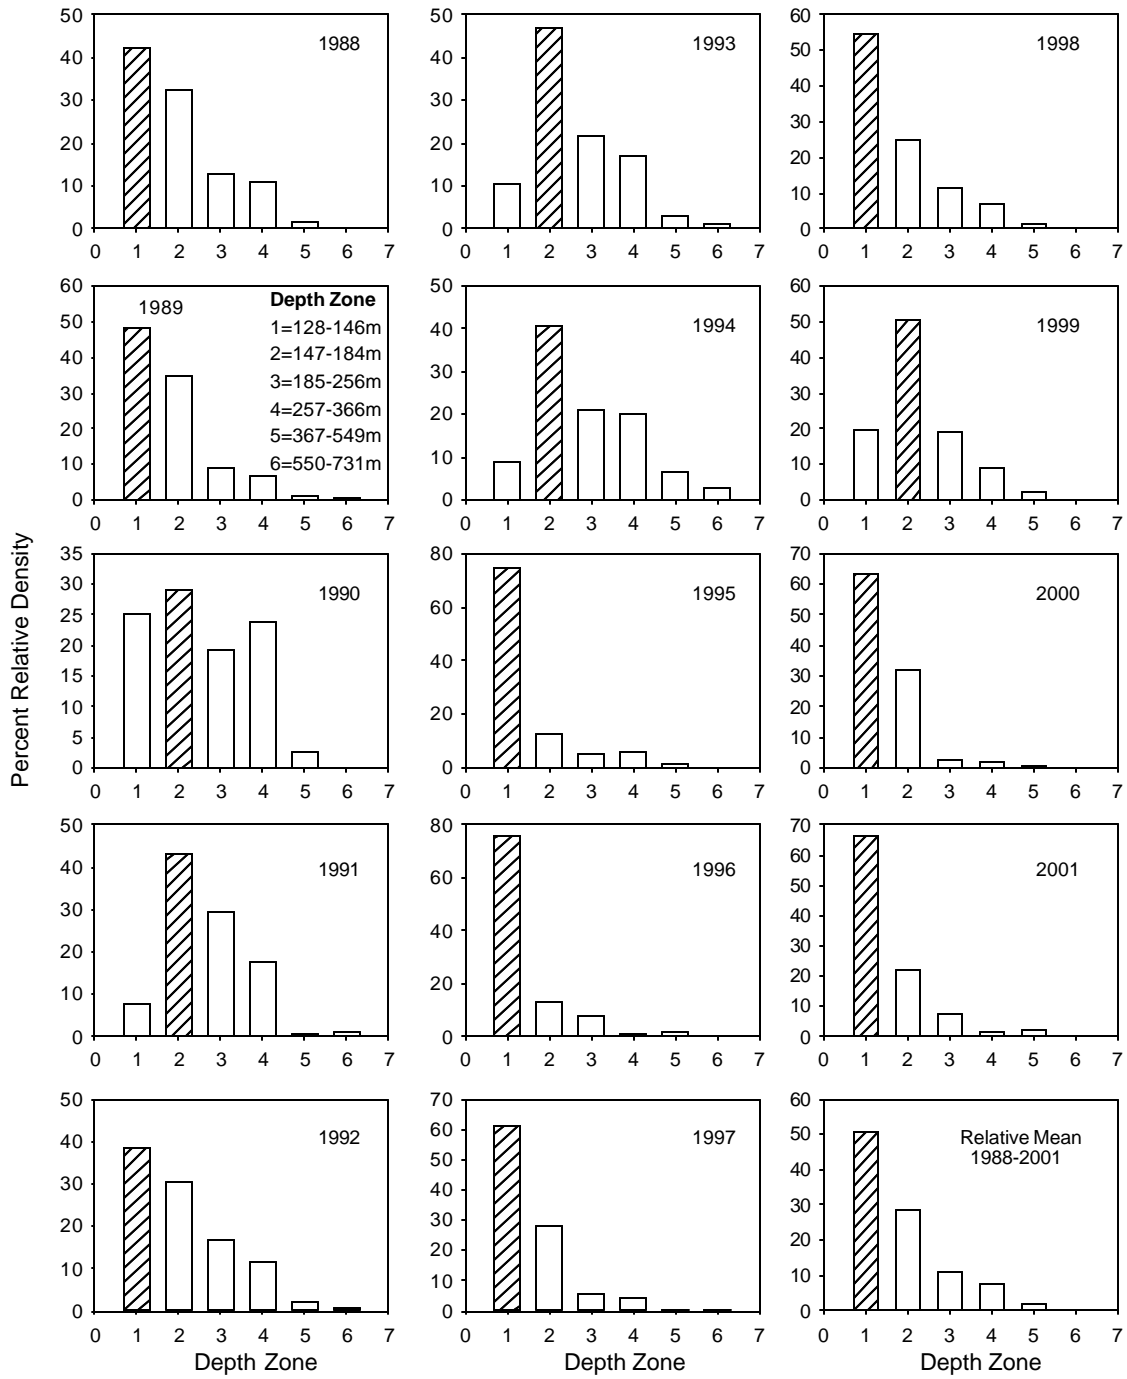 50 40 30 20 10 0
1988
0 1 2 3 4 5 6 7
50 40 30 20 10 0
1993
0 1 2 3 4 5 6 7
60 50 40 30 20 10 0
1998
0 1 2 3 4 5 6 7
60 50 40 30 20 10 0
1989
Depth Zone
1=128-146m
2=147-184m
3=185-256m
4=257-366m
5=367-549m
6=550-731m
0 1 2 3 4 5 6 7
50 40 30 20 10 0
1994
0 1 2 3 4 5 6 7
60 50 40 30 20 10 0
1999
0 1 2 3 4 5 6 7
Percent Relative Density
35 30 25 20 15 10 5 0
1990
0 1 2 3 4 5 6 7
80 60 40 20 0
1995
0 1 2 3 4 5 6 7
70 60 50 40 30 20 10 0
2000
0 1 2 3 4 5 6 7
50 40 30 20 10 0
1991
0 1 2 3 4 5 6 7
80 60 40 20 0
1996
0 1 2 3 4 5 6 7
70 60 50 40 30 20 10 0
2001
0 1 2 3 4 5 6 7
50 40 30 20 10 0
1992
0 1 2 3 4 5 6 7
Depth Zone
70 60 50 40 30 20 10 0
1997
0 1 2 3 4 5 6 7
Depth Zone
60 50 40 30 20 10 0
Relative Mean
1988-2001
0 1 2 3 4 5 6 7
Depth Zone